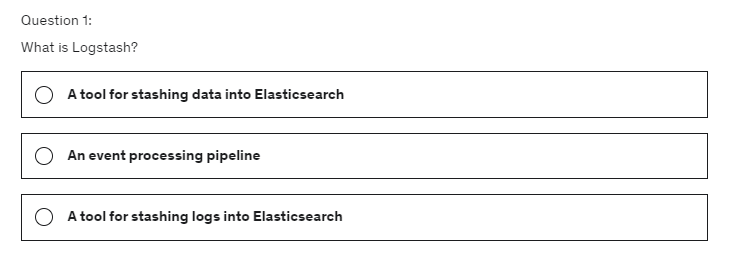 Question 1:
What is Logstash?
A tool for stashing data into Elasticsearch
An event processing pipeline
A tool for stashing logs into Elasticsearch